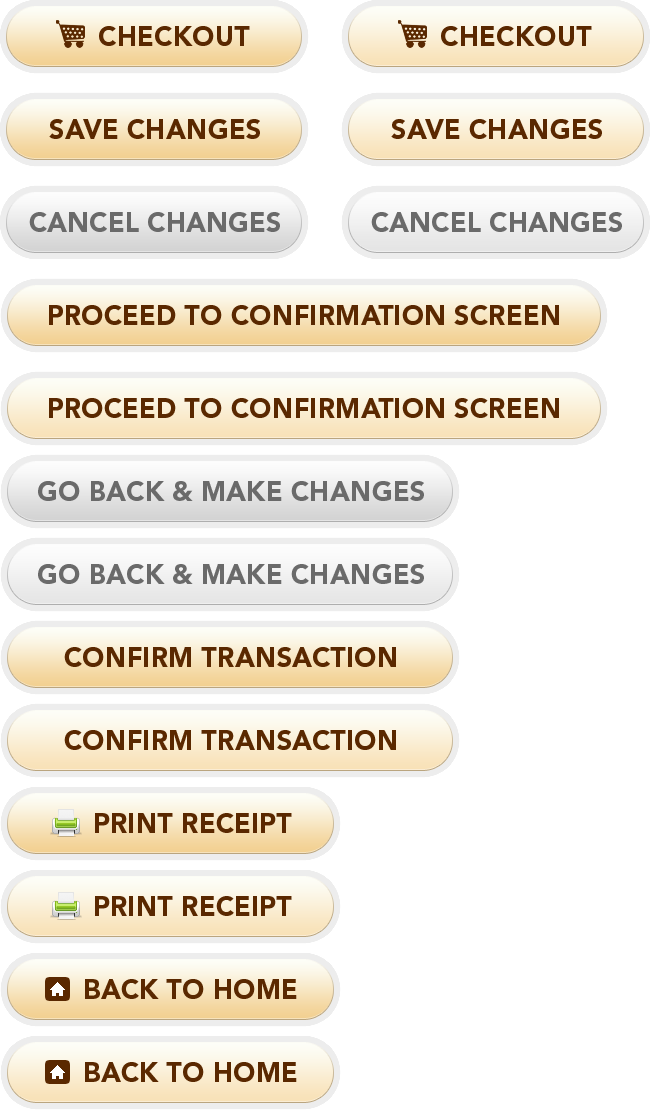 CHECKOUT
CHECKOUT
SAVE CHANGES
SAVE CHANGES
CANCEL CHANGES
CANCEL CHANGES
PROCEED TO CONFIRMATION SCREEN
PROCEED TO CONFIRMATION SCREEN
GO BACK & MAKE CHANGES
GO BACK & MAKE CHANGES
CONFIRM TRANSACTION
CONFIRM TRANSACTION
PRINT RECEIPT
PRINT RECEIPT
BACK TO HOME
BACK TO HOME